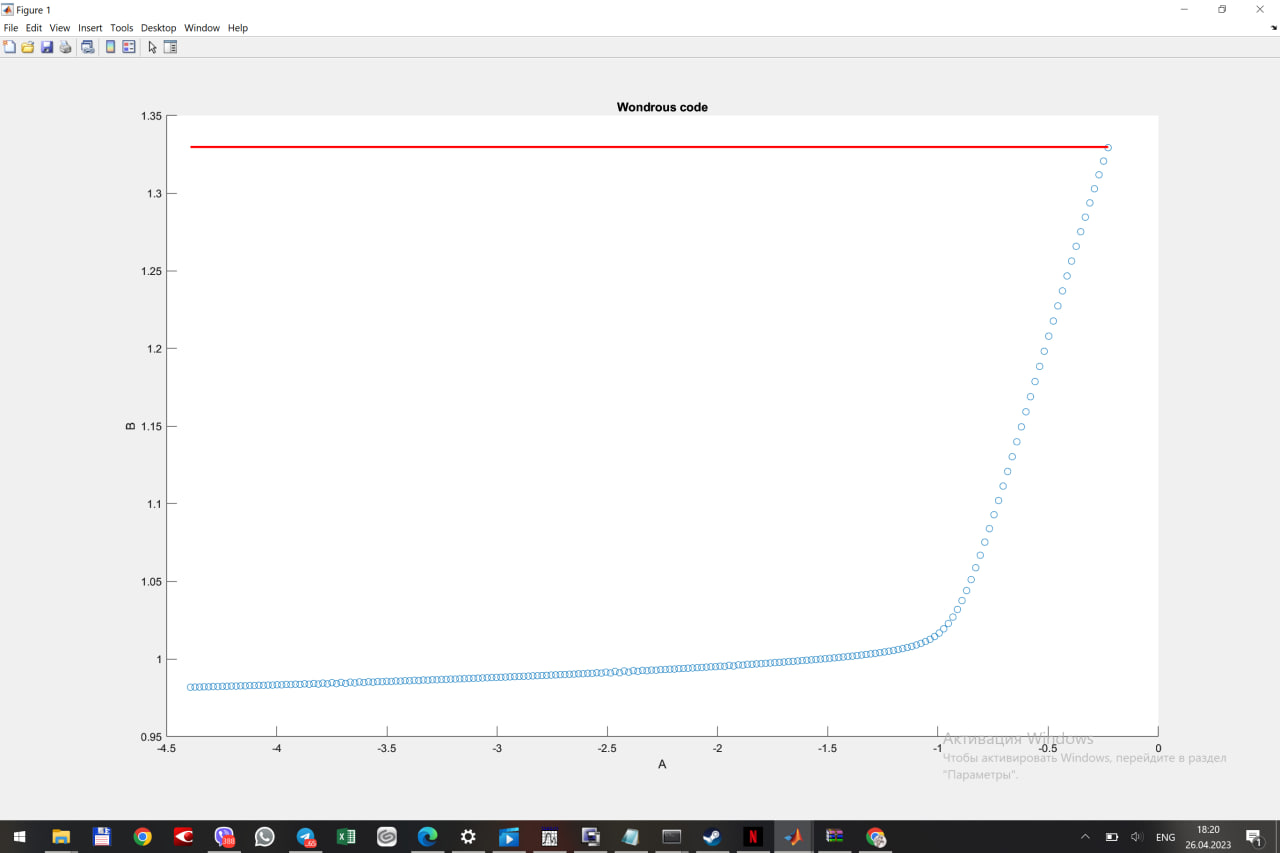 Figure 1
File Edit View Insert Tools Desktop Window Help
Wondrous code
1.35
1.3
1.25
1.2
1.15
1.1
1.05
1
0.95
B
-4.5 -4 -3.5 -3 -2.5 -2 -1.5 -1 -0.5 0
A
Активация Windows
Чтобы активировать Windows, перейдите в раздел
"Параметры".
388
65
N
ENG
18:20
26.04.2023
1